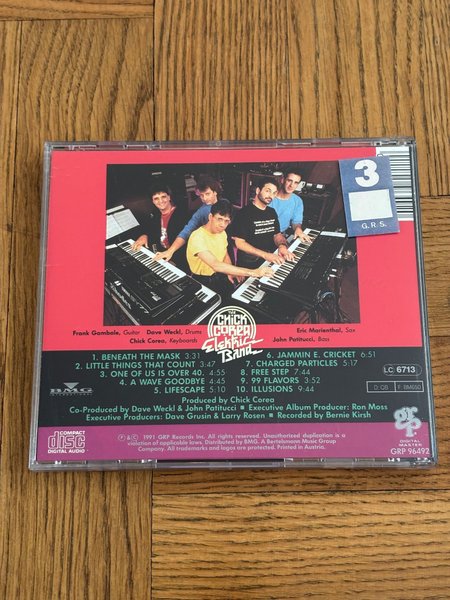 3
G.R.S.
Frank Gambale, Guitar Dave Weckl, Drums
Eric Marienthal, Sax
Chick Corea, Keyboards
John Patitucci, Bass
THE
CHICK
COREA
Elektric
Band
1. BENEATH THE MASK 3:31
2. LITTLE THINGS THAT COUNT 3:47
3. ONE OF US IS OVER 40. 4:54
4. A WAVE GOODBYE 4:45
5. LIFESCAPE 5:13
6. JAMMIN E. CRICKET 6:51
7. CHARGED PARTICLES 5:17
8. FREE STEP 7:44
9. 99 FLAVORS 3:52
10. ILLUSIONS 9:44
LC 6713
F: BM650
BMG
Produced by Chick Corea
Co-Produced by Dave Weckl & John Patitucci ■ Executive Album Producer: Ron Moss
Executive Producers: Dave Grusin & Larry Rosen ■ Recorded by Bernie Kirsh
COMPACT
disc
DIGITAL AUDIO
℗ & © 1991 GRP Records Inc. All rights reserved. Unauthorized duplication is a
violation of applicable laws. Distributed by BMG. A Bertelsmann Music Group
Company. All trademarks and logos are protected. Printed in Austria.
grp
DIGITAL
MASTER
GRP 96492